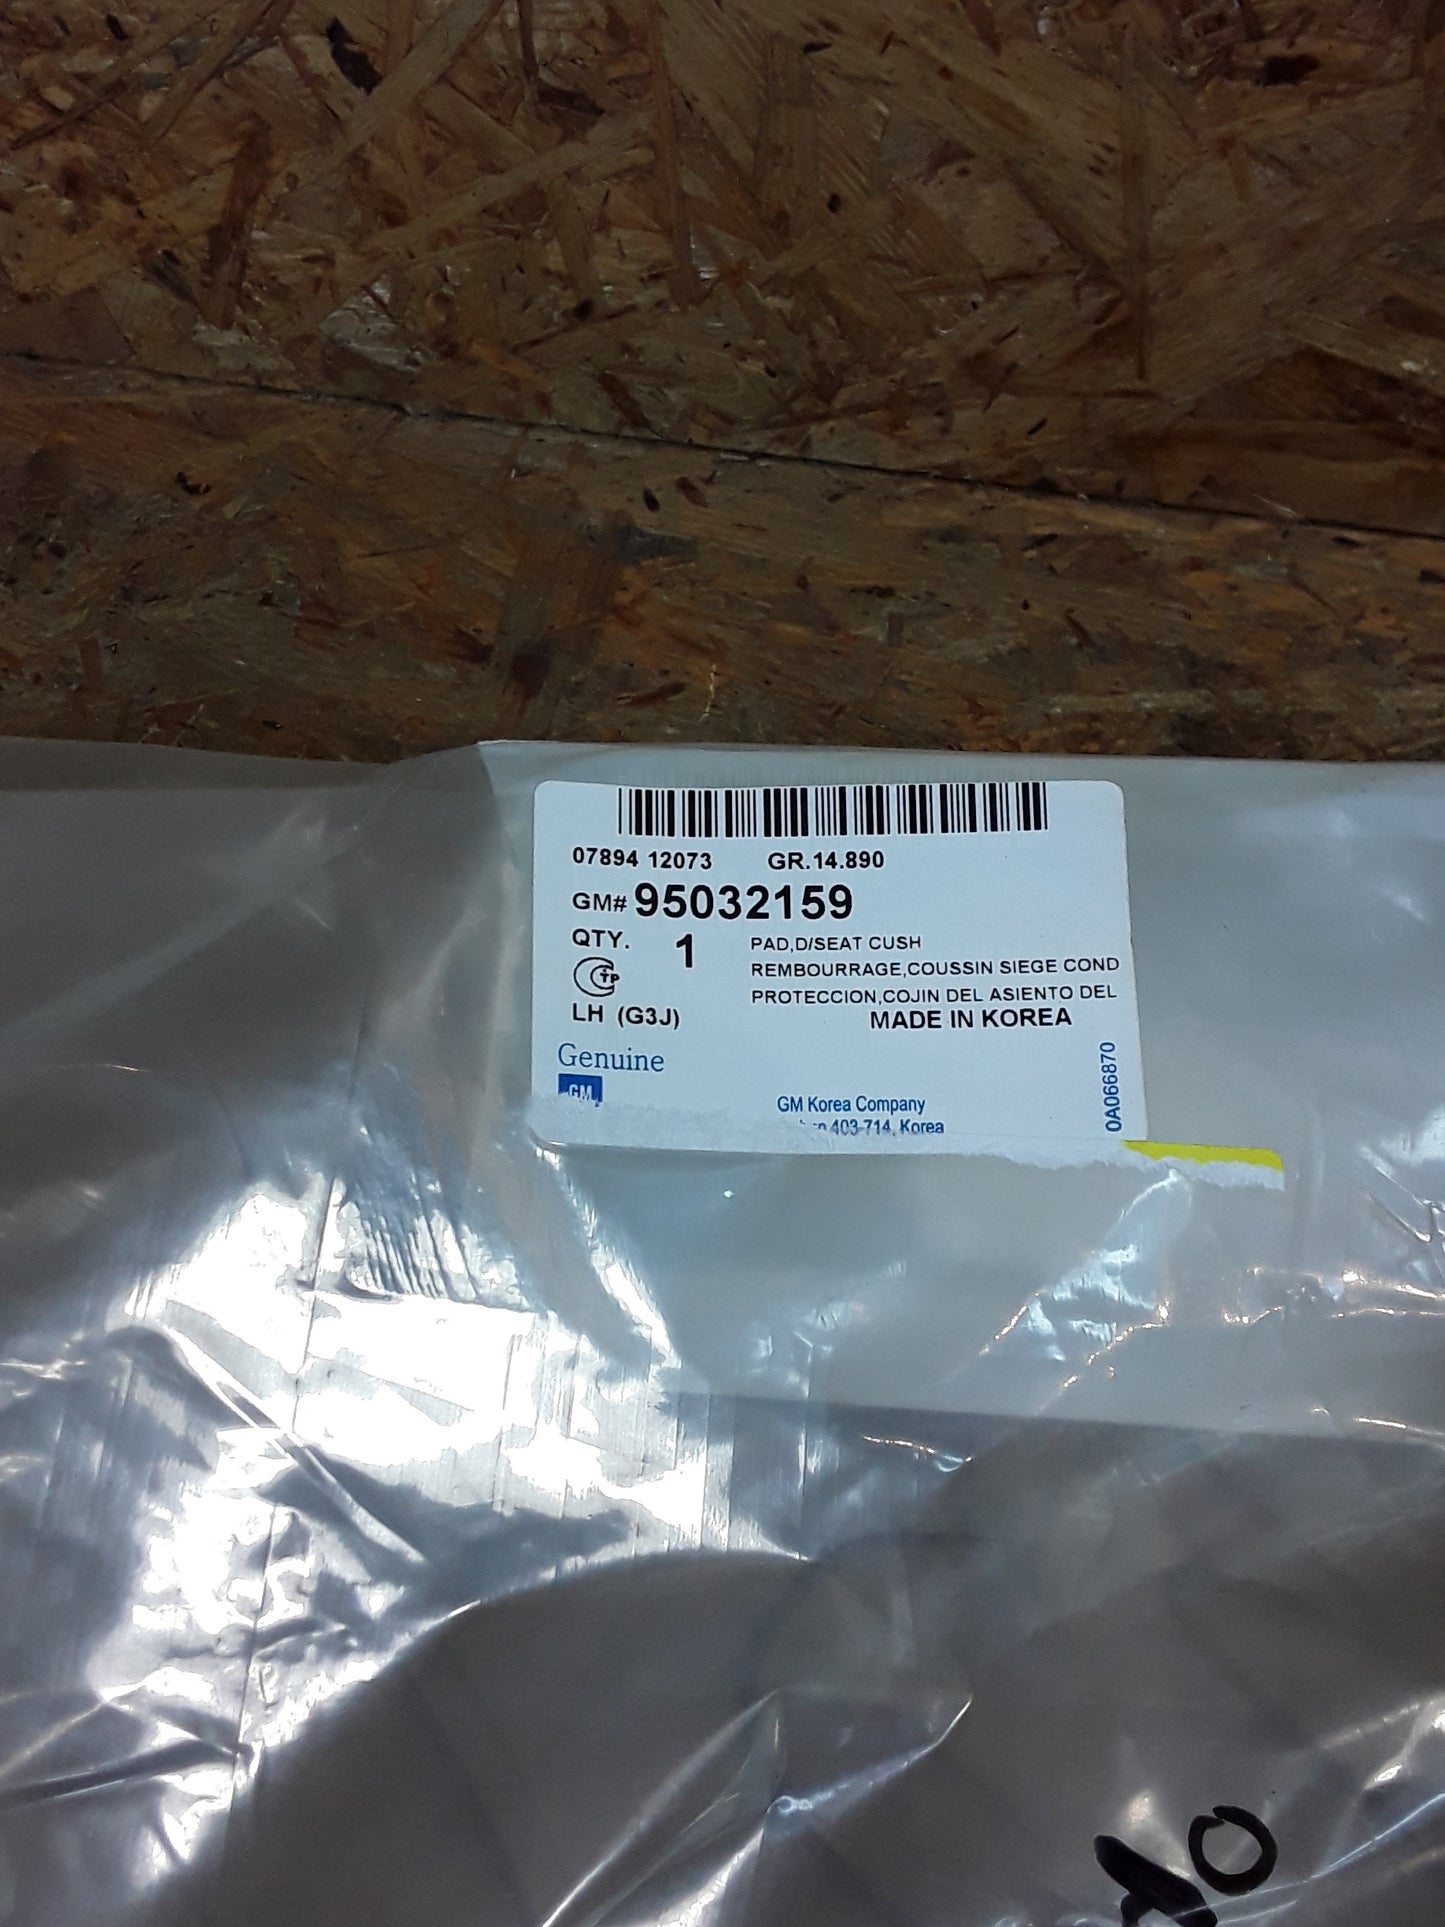 07894 12073 GR.14.890
GM# 95032159
QTY. 1 PAD,D/SEAT CUSH
REMBOURRAGE,COUSSIN SIEGE COND
PROTECCION,COJIN DEL ASIENTO DEL
LH (G3J) MADE IN KOREA
Genuine
GM
GM Korea Company
403-714, Korea
0A066870